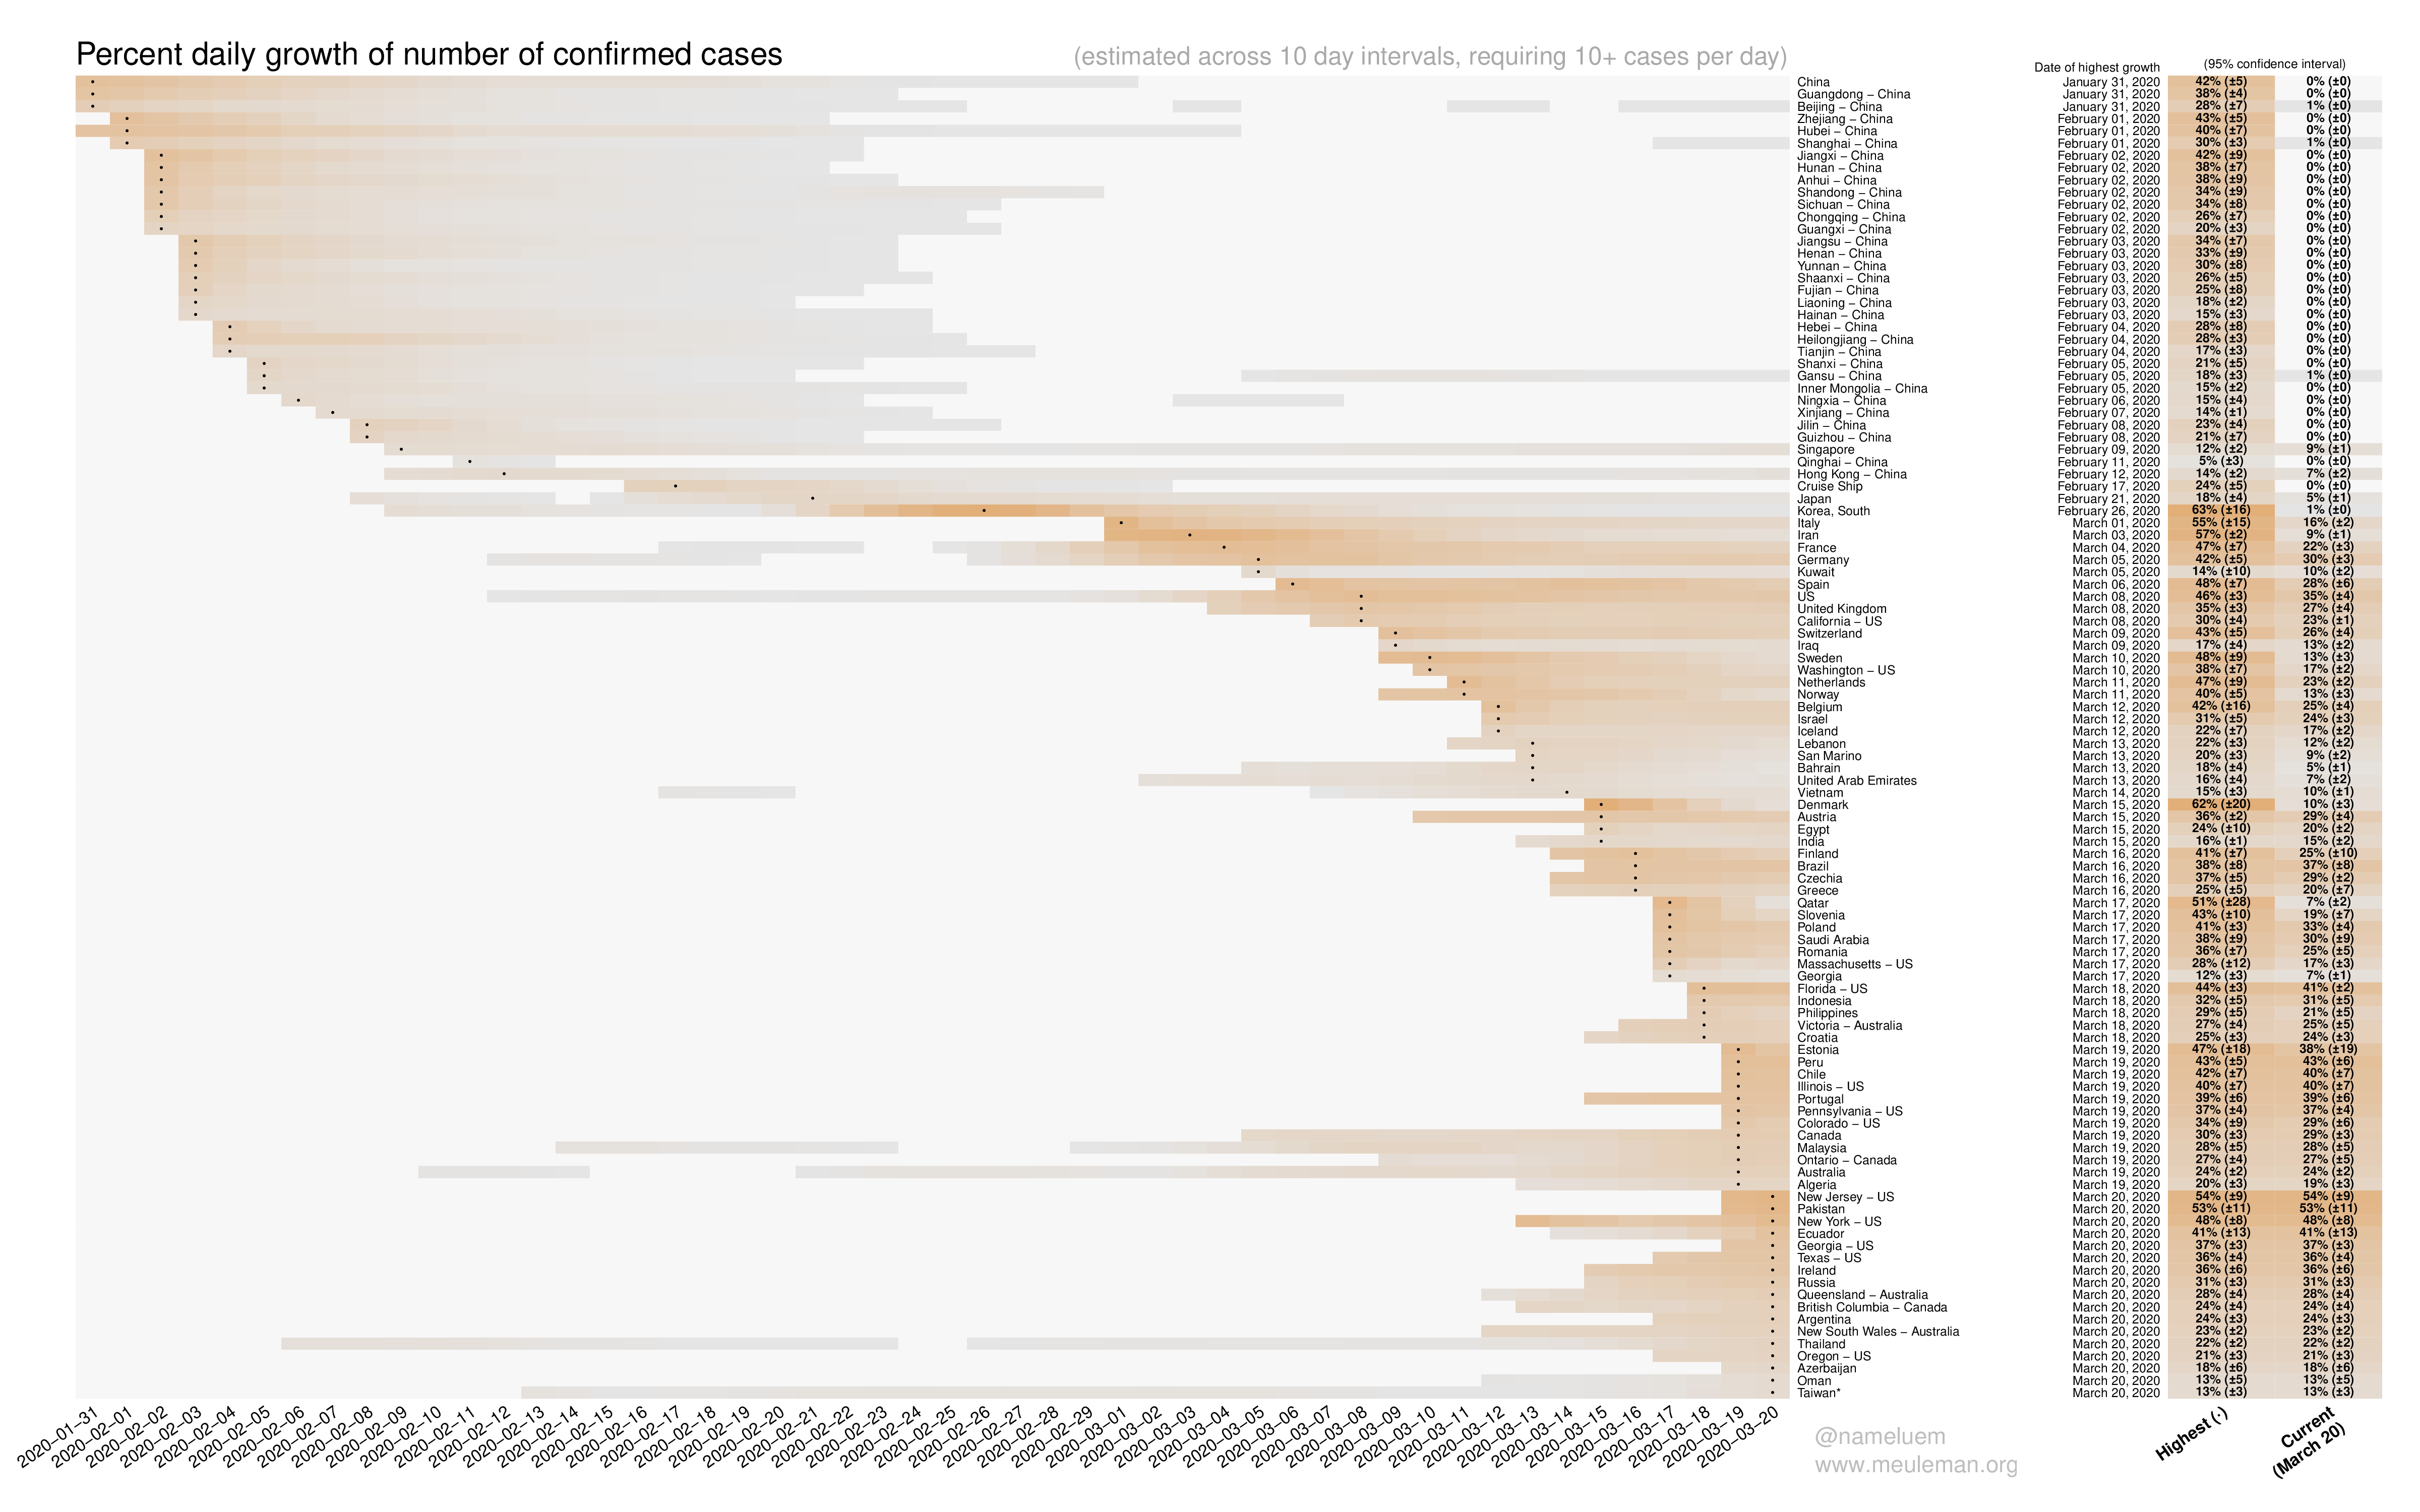 Percent daily growth of number of confirmed cases (estimated across 10 day intervals, requiring 10+ cases per day)
Date of highest growth (95% confidence interval)
China January 31, 2020 42% (±5) 0% (±0)
Guangdong – China January 31, 2020 38% (±4) 0% (±0)
Beijing – China January 31, 2020 28% (±7) 1% (±0)
Zhejiang – China February 01, 2020 43% (±5) 0% (±0)
Hubei – China February 01, 2020 40% (±7) 0% (±0)
Shanghai – China February 01, 2020 30% (±3) 1% (±0)
Jiangxi – China February 02, 2020 42% (±9) 0% (±0)
Hunan – China February 02, 2020 38% (±7) 0% (±0)
Anhui – China February 02, 2020 38% (±9) 0% (±0)
Shandong – China February 02, 2020 34% (±9) 0% (±0)
Sichuan – China February 02, 2020 34% (±8) 0% (±0)
Chongqing – China February 02, 2020 26% (±7) 0% (±0)
Guangxi – China February 02, 2020 20% (±3) 0% (±0)
Jiangsu – China February 03, 2020 34% (±7) 0% (±0)
Henan – China February 03, 2020 33% (±9) 0% (±0)
Yunnan – China February 03, 2020 30% (±8) 0% (±0)
Shaanxi – China February 03, 2020 26% (±5) 0% (±0)
Fujian – China February 03, 2020 25% (±8) 0% (±0)
Liaoning – China February 03, 2020 18% (±2) 0% (±0)
Hainan – China February 03, 2020 15% (±3) 0% (±0)
Hebei – China February 04, 2020 28% (±8) 0% (±0)
Heilongjiang – China February 04, 2020 28% (±3) 0% (±0)
Tianjin – China February 04, 2020 17% (±3) 0% (±0)
Shanxi – China February 05, 2020 21% (±5) 0% (±0)
Gansu – China February 05, 2020 18% (±3) 1% (±0)
Inner Mongolia – China February 05, 2020 15% (±2) 0% (±0)
Ningxia – China February 06, 2020 15% (±4) 0% (±0)
Xinjiang – China February 07, 2020 14% (±1) 0% (±0)
Jilin – China February 08, 2020 23% (±4) 0% (±0)
Guizhou – China February 08, 2020 21% (±7) 0% (±0)
Singapore February 09, 2020 12% (±2) 9% (±1)
Qinghai – China February 11, 2020 5% (±3) 0% (±0)
Hong Kong – China February 12, 2020 14% (±2) 7% (±2)
Cruise Ship February 17, 2020 24% (±5) 0% (±0)
Japan February 21, 2020 18% (±4) 5% (±1)
Korea, South February 26, 2020 63% (±16) 1% (±0)
Italy March 01, 2020 55% (±15) 16% (±2)
Iran March 03, 2020 57% (±2) 9% (±1)
France March 04, 2020 47% (±7) 22% (±3)
Germany March 05, 2020 42% (±5) 30% (±3)
Kuwait March 05, 2020 14% (±10) 10% (±2)
Spain March 06, 2020 48% (±7) 28% (±6)
US March 08, 2020 46% (±3) 35% (±4)
United Kingdom March 08, 2020 35% (±3) 27% (±4)
California – US March 08, 2020 30% (±4) 23% (±1)
Switzerland March 09, 2020 43% (±5) 26% (±4)
Iraq March 09, 2020 17% (±4) 13% (±2)
Sweden March 10, 2020 48% (±9) 13% (±3)
Washington – US March 10, 2020 38% (±7) 17% (±2)
Netherlands March 11, 2020 47% (±9) 23% (±2)
Norway March 11, 2020 40% (±5) 13% (±3)
Belgium March 12, 2020 42% (±16) 25% (±4)
Israel March 12, 2020 31% (±5) 24% (±3)
Iceland March 12, 2020 22% (±7) 17% (±2)
Lebanon March 13, 2020 22% (±3) 12% (±2)
San Marino March 13, 2020 20% (±3) 9% (±2)
Bahrain March 13, 2020 18% (±4) 5% (±1)
United Arab Emirates March 13, 2020 16% (±4) 7% (±2)
Vietnam March 14, 2020 15% (±3) 10% (±1)
Denmark March 15, 2020 62% (±20) 10% (±3)
Austria March 15, 2020 36% (±2) 29% (±4)
Egypt March 15, 2020 24% (±10) 20% (±2)
India March 15, 2020 16% (±1) 15% (±2)
Finland March 16, 2020 41% (±7) 25% (±10)
Brazil March 16, 2020 38% (±8) 37% (±8)
Czechia March 16, 2020 37% (±5) 29% (±2)
Greece March 16, 2020 25% (±5) 20% (±7)
Qatar March 17, 2020 51% (±28) 7% (±2)
Slovenia March 17, 2020 43% (±10) 19% (±7)
Poland March 17, 2020 41% (±3) 33% (±4)
Saudi Arabia March 17, 2020 38% (±9) 30% (±9)
Romania March 17, 2020 36% (±7) 25% (±5)
Massachusetts – US March 17, 2020 28% (±12) 17% (±3)
Georgia March 17, 2020 12% (±3) 7% (±1)
Florida – US March 18, 2020 44% (±3) 41% (±2)
Indonesia March 18, 2020 32% (±5) 31% (±5)
Philippines March 18, 2020 29% (±5) 21% (±5)
Victoria – Australia March 18, 2020 27% (±4) 25% (±5)
Croatia March 18, 2020 25% (±3) 24% (±3)
Estonia March 19, 2020 47% (±18) 38% (±19)
Peru March 19, 2020 43% (±5) 43% (±6)
Chile March 19, 2020 42% (±7) 40% (±7)
Illinois – US March 19, 2020 40% (±7) 40% (±7)
Portugal March 19, 2020 39% (±6) 39% (±6)
Pennsylvania – US March 19, 2020 37% (±4) 37% (±4)
Colorado – US March 19, 2020 34% (±9) 29% (±6)
Canada March 19, 2020 30% (±3) 29% (±3)
Malaysia March 19, 2020 28% (±5) 28% (±5)
Ontario – Canada March 19, 2020 27% (±4) 27% (±5)
Australia March 19, 2020 24% (±2) 24% (±2)
Algeria March 19, 2020 20% (±3) 19% (±3)
New Jersey – US March 20, 2020 54% (±9) 54% (±9)
Pakistan March 20, 2020 53% (±11) 53% (±11)
New York – US March 20, 2020 48% (±8) 48% (±8)
Ecuador March 20, 2020 41% (±13) 41% (±13)
Georgia – US March 20, 2020 37% (±3) 37% (±3)
Texas – US March 20, 2020 36% (±4) 36% (±4)
Ireland March 20, 2020 36% (±6) 36% (±6)
Russia March 20, 2020 31% (±3) 31% (±3)
Queensland – Australia March 20, 2020 28% (±4) 28% (±4)
British Columbia – Canada March 20, 2020 24% (±4) 24% (±4)
Argentina March 20, 2020 24% (±3) 24% (±3)
New South Wales – Australia March 20, 2020 23% (±2) 23% (±2)
Thailand March 20, 2020 22% (±2) 22% (±2)
Oregon – US March 20, 2020 21% (±3) 21% (±3)
Azerbaijan March 20, 2020 18% (±6) 18% (±6)
Oman March 20, 2020 13% (±5) 13% (±5)
Taiwan* March 20, 2020 13% (±3) 13% (±3)
2020–01–31 2020–02–01 2020–02–02 2020–02–03 2020–02–04 2020–02–05 2020–02–06 2020–02–07 2020–02–08 2020–02–09 2020–02–10 2020–02–11 2020–02–12 2020–02–13 2020–02–14 2020–02–15 2020–02–16 2020–02–17 2020–02–18 2020–02–19 2020–02–20 2020–02–21 2020–02–22 2020–02–23 2020–02–24 2020–02–25 2020–02–26 2020–02–27 2020–02–28 2020–02–29 2020–03–01 2020–03–02 2020–03–03 2020–03–04 2020–03–05 2020–03–06 2020–03–07 2020–03–08 2020–03–09 2020–03–10 2020–03–11 2020–03–12 2020–03–13 2020–03–14 2020–03–15 2020–03–16 2020–03–17 2020–03–18 2020–03–19 2020–03–20
Highest (·)
Current
(March 20)
@nameluem
www.meuleman.org